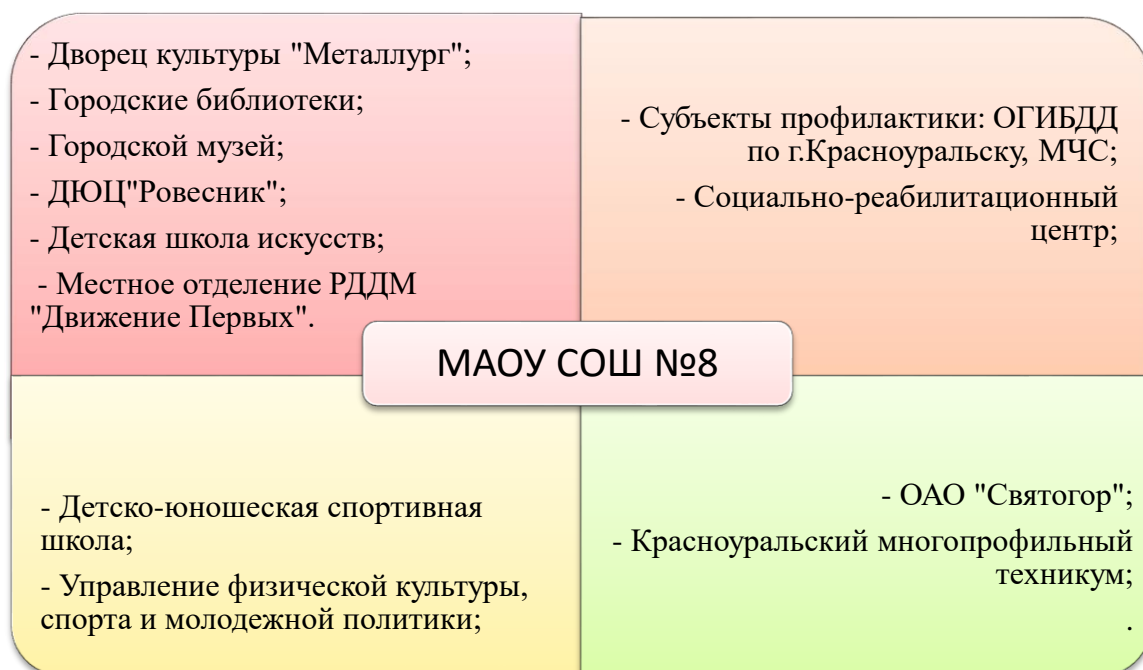 - Дворец культуры "Металлург";
- Городские библиотеки;
- Городской музей;
- ДЮЦ"Ровесник";
- Детская школа искусств;
- Местное отделение РДДМ
"Движение Первых".
- Субъекты профилактики: ОГИБДД
по г.Красноуральску, МЧС;
- Социально-реабилитационный
центр;
МАОУ СОШ №8
- Детско-юношеская спортивная
школа;
- Управление физической культуры,
спорта и молодежной политики;
- ОАО "Святогор";
- Красноуральский многопрофильный
техникум;
.